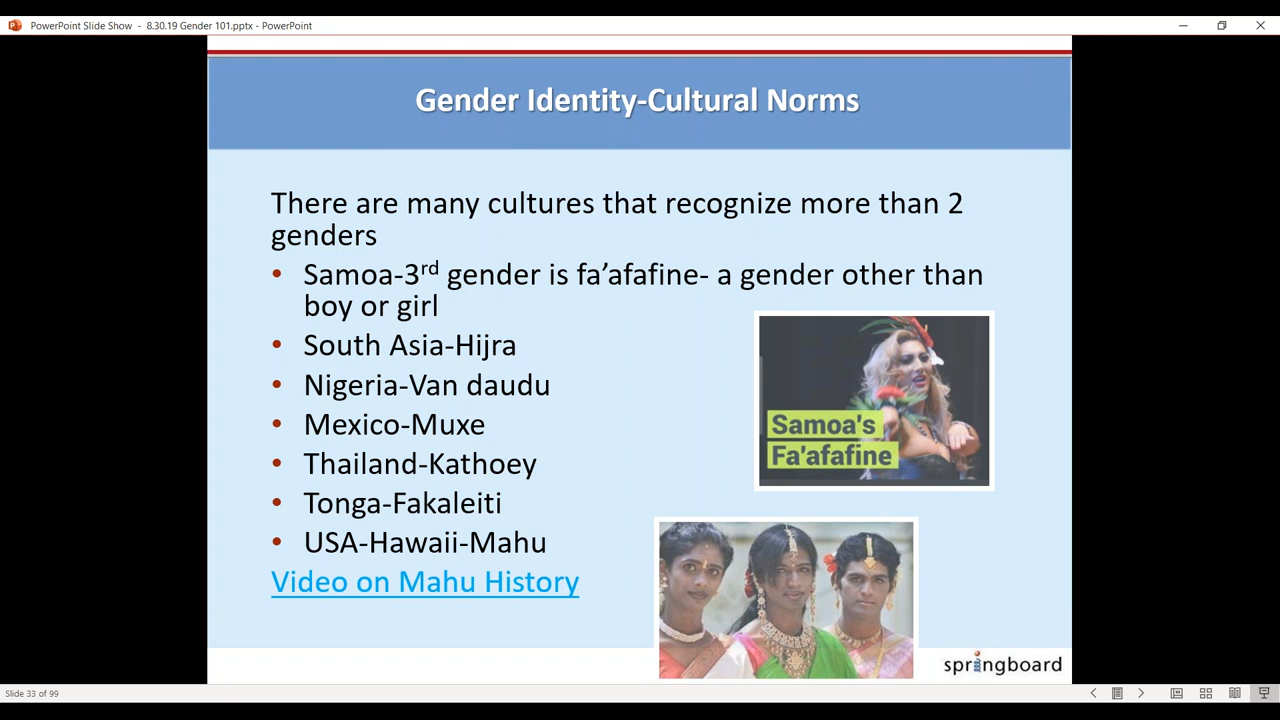 PowerPoint Slide Show - 8.30.19 Gender 101.pptx - PowerPoint
Gender Identity-Cultural Norms
There are many cultures that recognize more than 2
genders
• Samoa-3rd gender is fa’afafine- a gender other than
boy or girl
• South Asia-Hijra
• Nigeria-Van daudu
• Mexico-Muxe
• Thailand-Kathoey
• Tonga-Fakaleiti
• USA-Hawaii-Mahu
Video on Mahu History
Samoa's
Fa'afafine
springboard
Slide 33 of 99